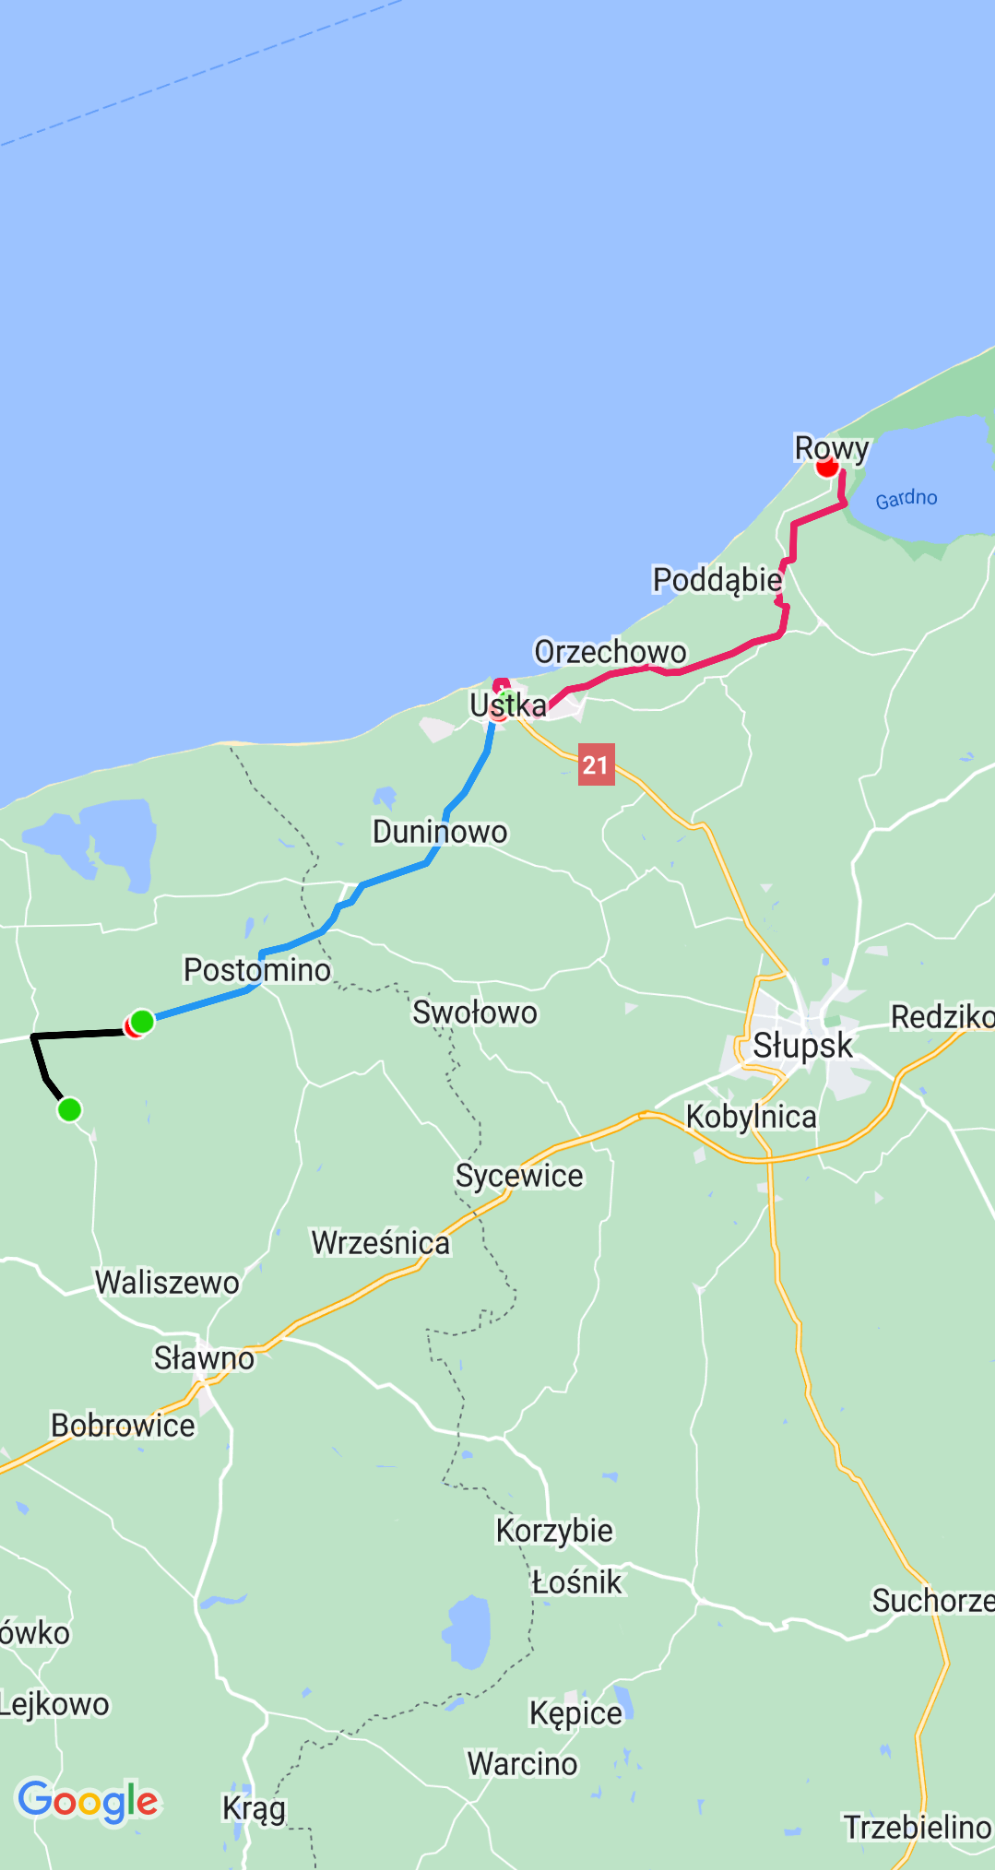 Rowy
Gardno
Poddąbie
Orzechowo
Ustka
21
Duninowo
Postomino
Swołowo
Redziko
Słupsk
Kobylnica
Sycewice
Wrześnica
Waliszewo
Sławno
Bobrowice
Korzybie
Łośnik
Suchorze
ówko
Lejkowo
Kępice
Warcino
Google
Krąg
Trzebielino